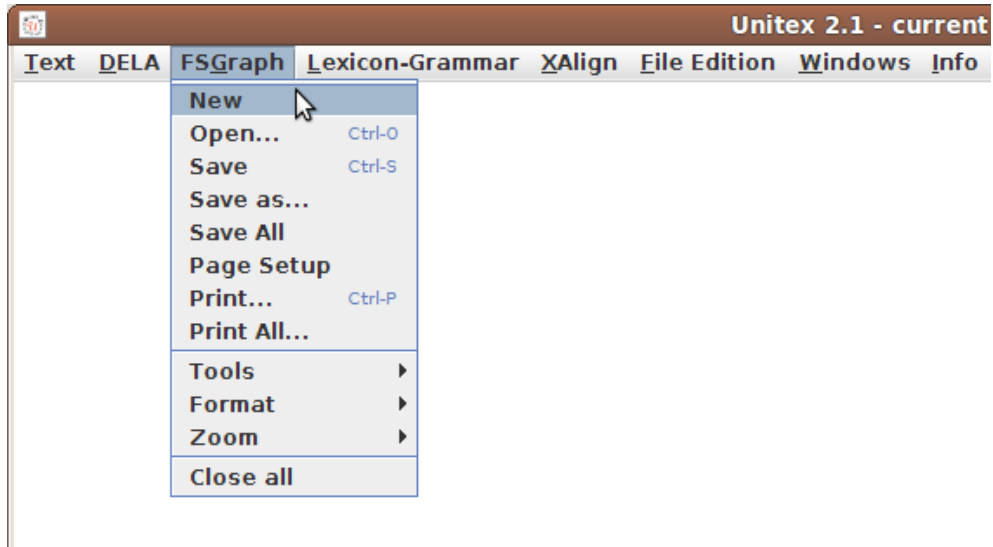 Unitex 2.1 - current
Text DELA FSGraph Lexicon-Grammar XAlign File Edition Windows Info
New
Open... Ctrl-O
Save Ctrl-S
Save as...
Save All
Page Setup
Print... Ctrl-P
Print All...
Tools
Format
Zoom
Close all